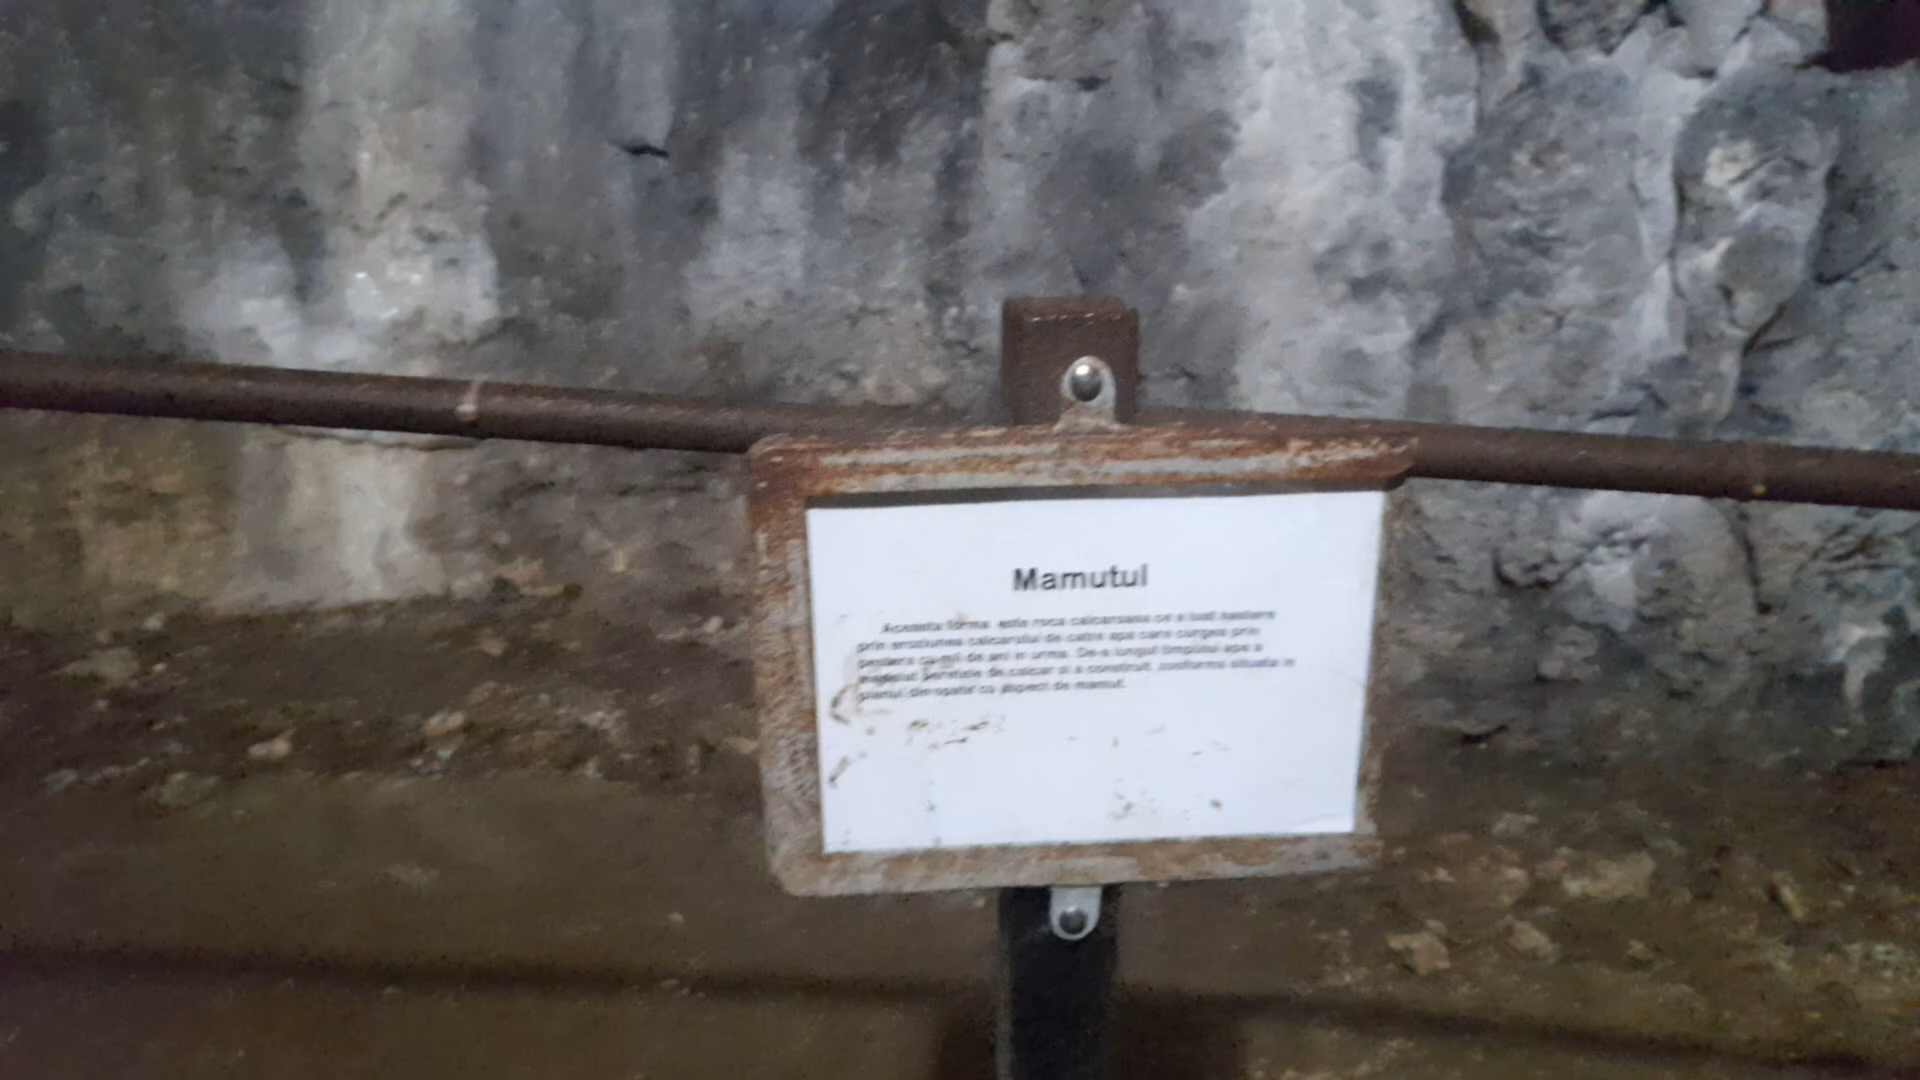 Mamutul
Aceasta forma este roca calcaroasa ce a luat nastere
prin eroziunea calcarului de catre apa care curgea prin
pestera cu mii de ani in urma. De-a lungul timpului apa a
peretele de calcar si a construit, conforme situata in
planul din spate cu aspect de mamut.